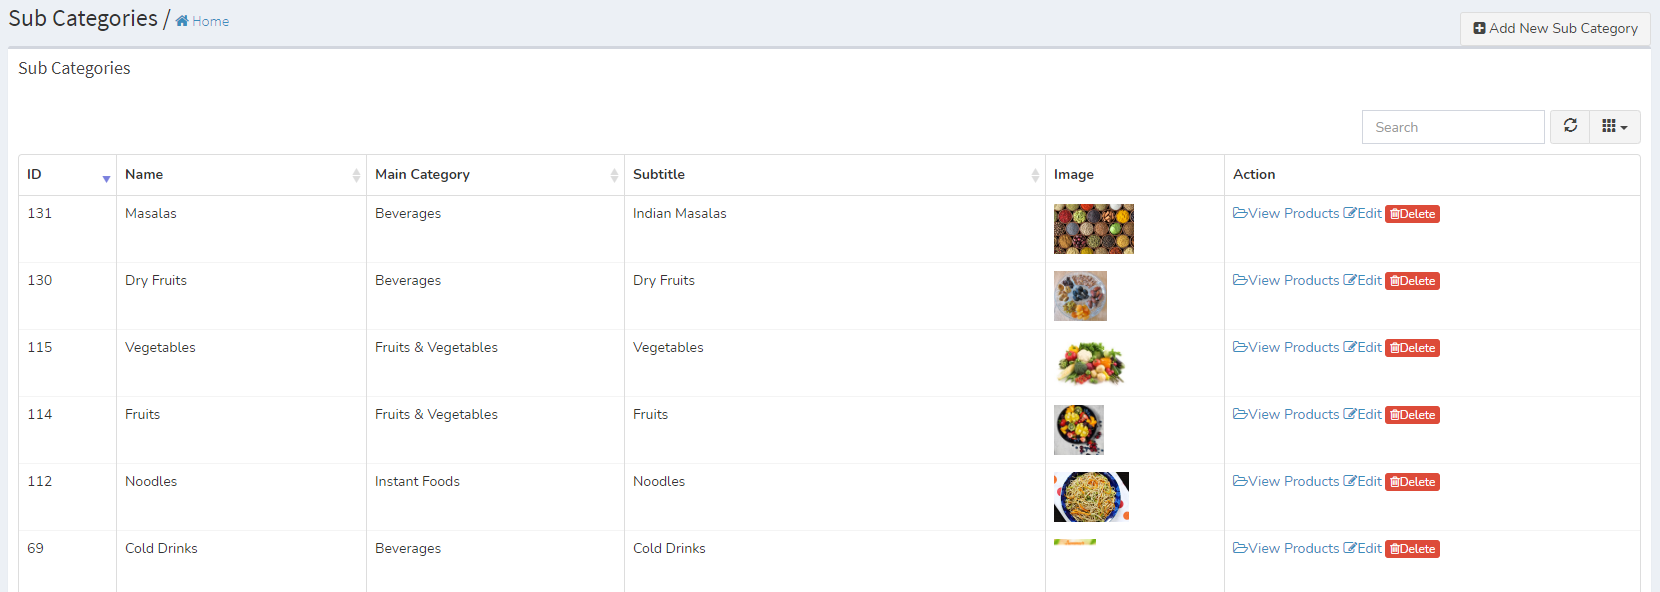 Sub Categories / Home
Add New Sub Category
Sub Categories
Search
ID Name Main Category Subtitle Image Action
131 Masalas Beverages Indian Masalas View Products Edit Delete
130 Dry Fruits Beverages Dry Fruits View Products Edit Delete
115 Vegetables Fruits & Vegetables Vegetables View Products Edit Delete
114 Fruits Fruits & Vegetables Fruits View Products Edit Delete
112 Noodles Instant Foods Noodles View Products Edit Delete
69 Cold Drinks Beverages Cold Drinks View Products Edit Delete